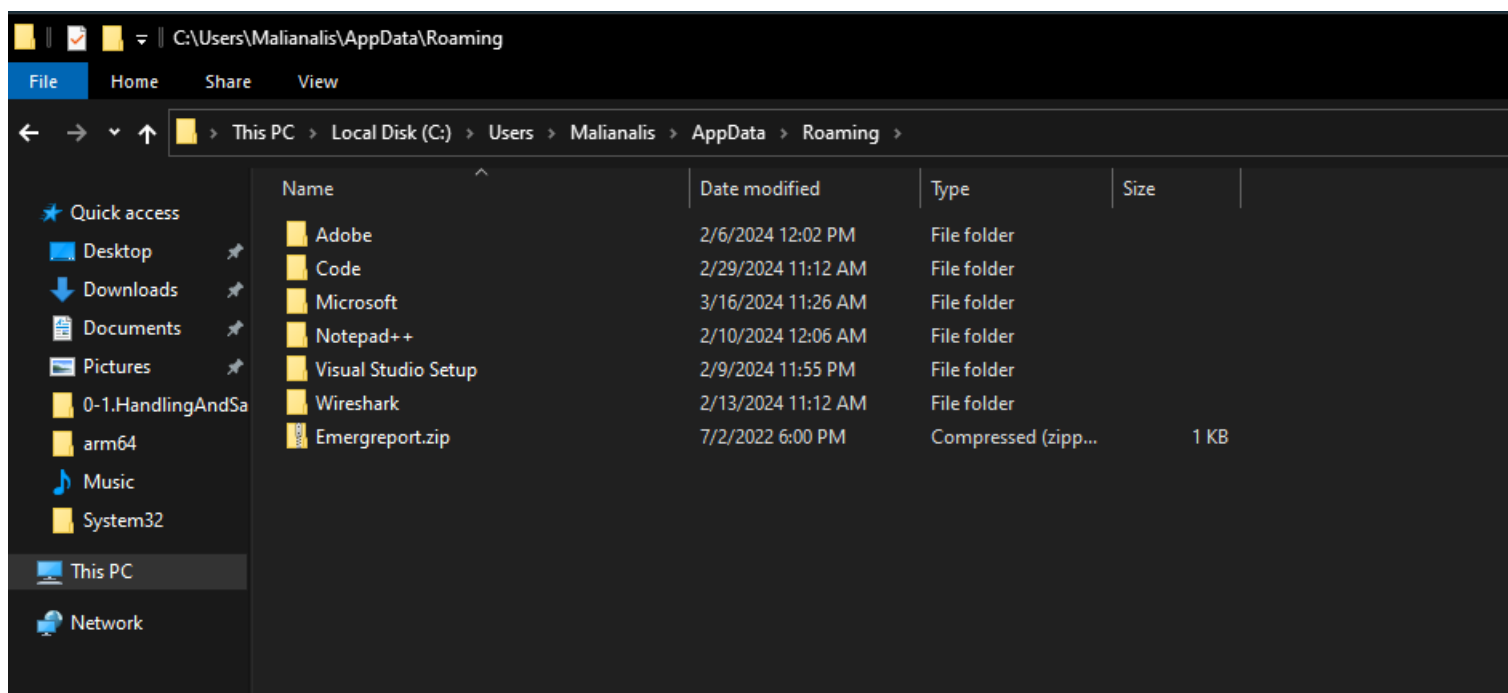 C:\Users\Malianalis\AppData\Roaming
File Home Share View
This PC > Local Disk (C:) > Users > Malianalis > AppData > Roaming >
Name Date modified Type Size
Quick access
Desktop
Downloads
Documents
Pictures
0-1.HandlingAndSa
arm64
Music
System32
This PC
Network
Adobe 2/6/2024 12:02 PM File folder
Code 2/29/2024 11:12 AM File folder
Microsoft 3/16/2024 11:26 AM File folder
Notepad++ 2/10/2024 12:06 AM File folder
Visual Studio Setup 2/9/2024 11:55 PM File folder
Wireshark 2/13/2024 11:12 AM File folder
Emergreport.zip 7/2/2022 6:00 PM Compressed (zipp... 1 KB